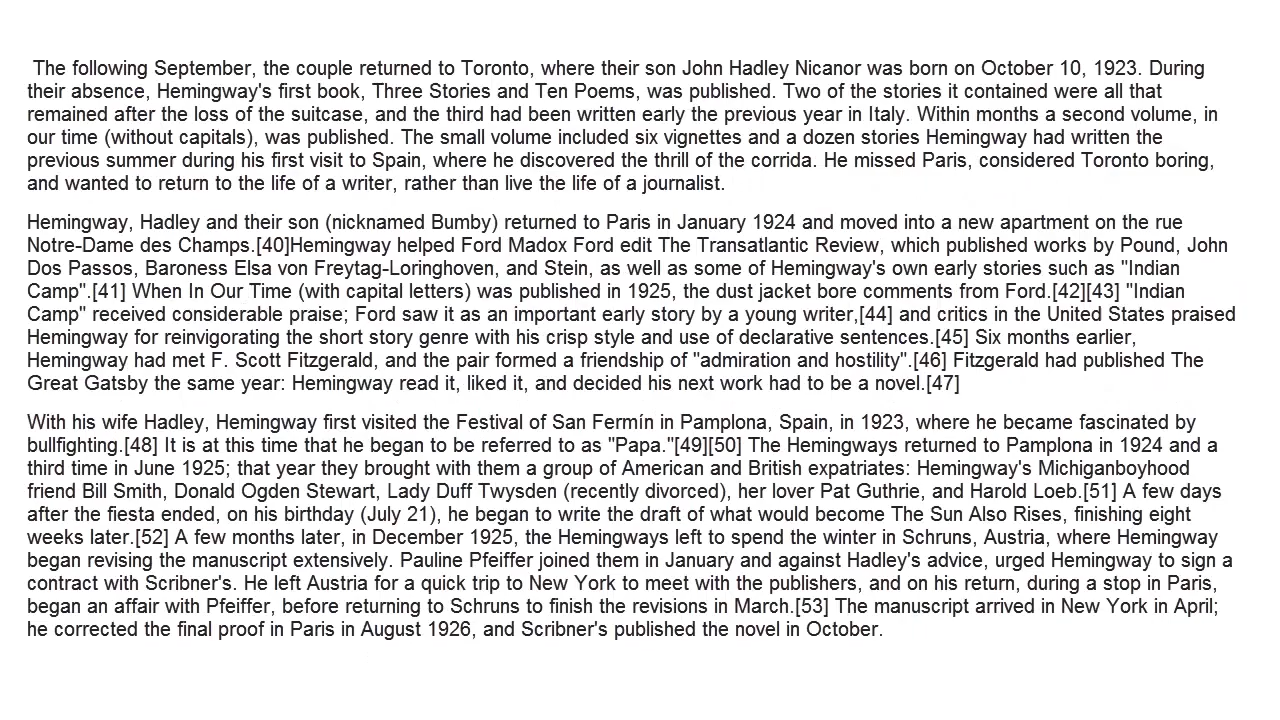 The following September, the couple returned to Toronto, where their son John Hadley Nicanor was born on October 10, 1923. During
their absence, Hemingway's first book, Three Stories and Ten Poems, was published. Two of the stories it contained were all that
remained after the loss of the suitcase, and the third had been written early the previous year in Italy. Within months a second volume, in
our time (without capitals), was published. The small volume included six vignettes and a dozen stories Hemingway had written the
previous summer during his first visit to Spain, where he discovered the thrill of the corrida. He missed Paris, considered Toronto boring,
and wanted to return to the life of a writer, rather than live the life of a journalist.
Hemingway, Hadley and their son (nicknamed Bumby) returned to Paris in January 1924 and moved into a new apartment on the rue
Notre-Dame des Champs.[40]Hemingway helped Ford Madox Ford edit The Transatlantic Review, which published works by Pound, John
Dos Passos, Baroness Elsa von Freytag-Loringhoven, and Stein, as well as some of Hemingway's own early stories such as "Indian
Camp".[41] When In Our Time (with capital letters) was published in 1925, the dust jacket bore comments from Ford.[42][43] "Indian
Camp" received considerable praise; Ford saw it as an important early story by a young writer,[44] and critics in the United States praised
Hemingway for reinvigorating the short story genre with his crisp style and use of declarative sentences.[45] Six months earlier,
Hemingway had met F. Scott Fitzgerald, and the pair formed a friendship of "admiration and hostility".[46] Fitzgerald had published The
Great Gatsby the same year: Hemingway read it, liked it, and decided his next work had to be a novel.[47]
With his wife Hadley, Hemingway first visited the Festival of San Fermín in Pamplona, Spain, in 1923, where he became fascinated by
bullfighting.[48] It is at this time that he began to be referred to as "Papa."[49][50] The Hemingways returned to Pamplona in 1924 and a
third time in June 1925; that year they brought with them a group of American and British expatriates: Hemingway's Michiganboyhood
friend Bill Smith, Donald Ogden Stewart, Lady Duff Twysden (recently divorced), her lover Pat Guthrie, and Harold Loeb.[51] A few days
after the fiesta ended, on his birthday (July 21), he began to write the draft of what would become The Sun Also Rises, finishing eight
weeks later.[52] A few months later, in December 1925, the Hemingways left to spend the winter in Schruns, Austria, where Hemingway
began revising the manuscript extensively. Pauline Pfeiffer joined them in January and against Hadley's advice, urged Hemingway to sign a
contract with Scribner's. He left Austria for a quick trip to New York to meet with the publishers, and on his return, during a stop in Paris,
began an affair with Pfeiffer, before returning to Schruns to finish the revisions in March.[53] The manuscript arrived in New York in April;
he corrected the final proof in Paris in August 1926, and Scribner's published the novel in October.